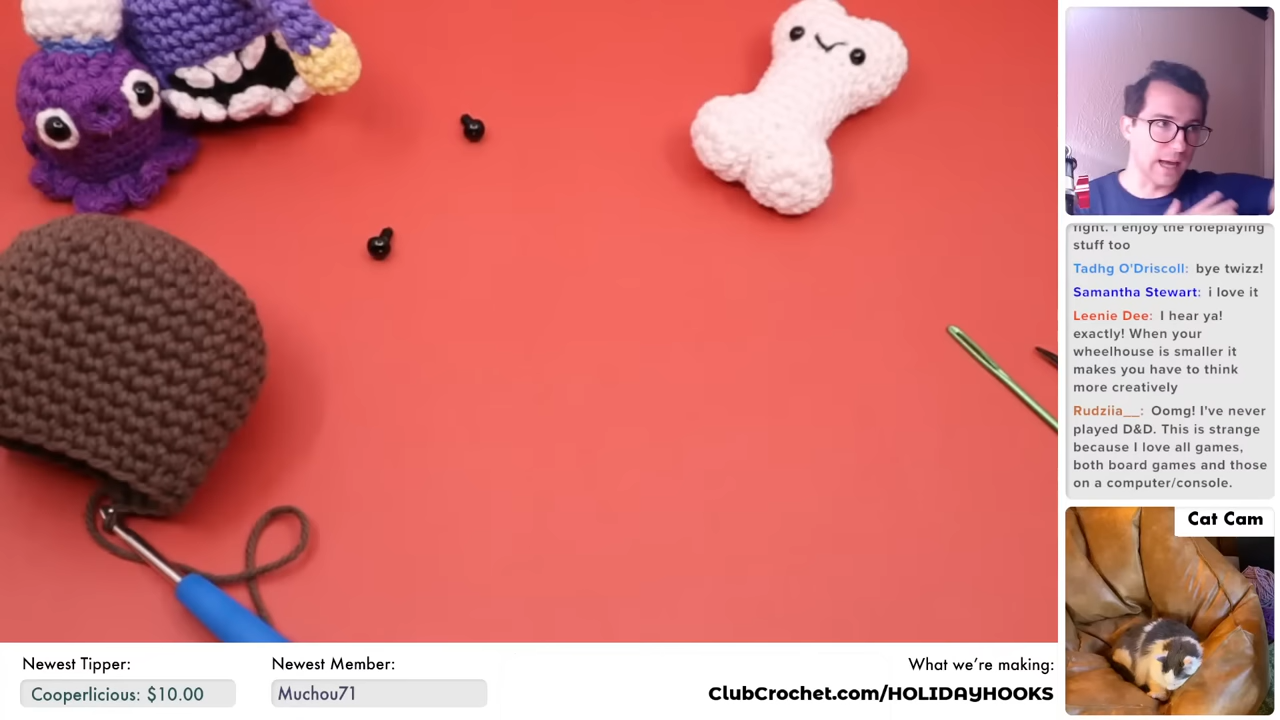 fight. I enjoy the roleplaying
stuff too
Tadhg O'Driscoll: bye twizz!
Samantha Stewart: i love it
Leenie Dee: I hear ya!
exactly! When your
wheelhouse is smaller it
makes you have to think
more creatively
Rudziia__: Oomg! I've never
played D&D. This is strange
because I love all games,
both board games and those
on a computer/console.
Cat Cam
Newest Tipper:
Cooperlicious: $10.00
Newest Member:
Muchou71
What we're making:
ClubCrochet.com/HOLIDAYHOOKS